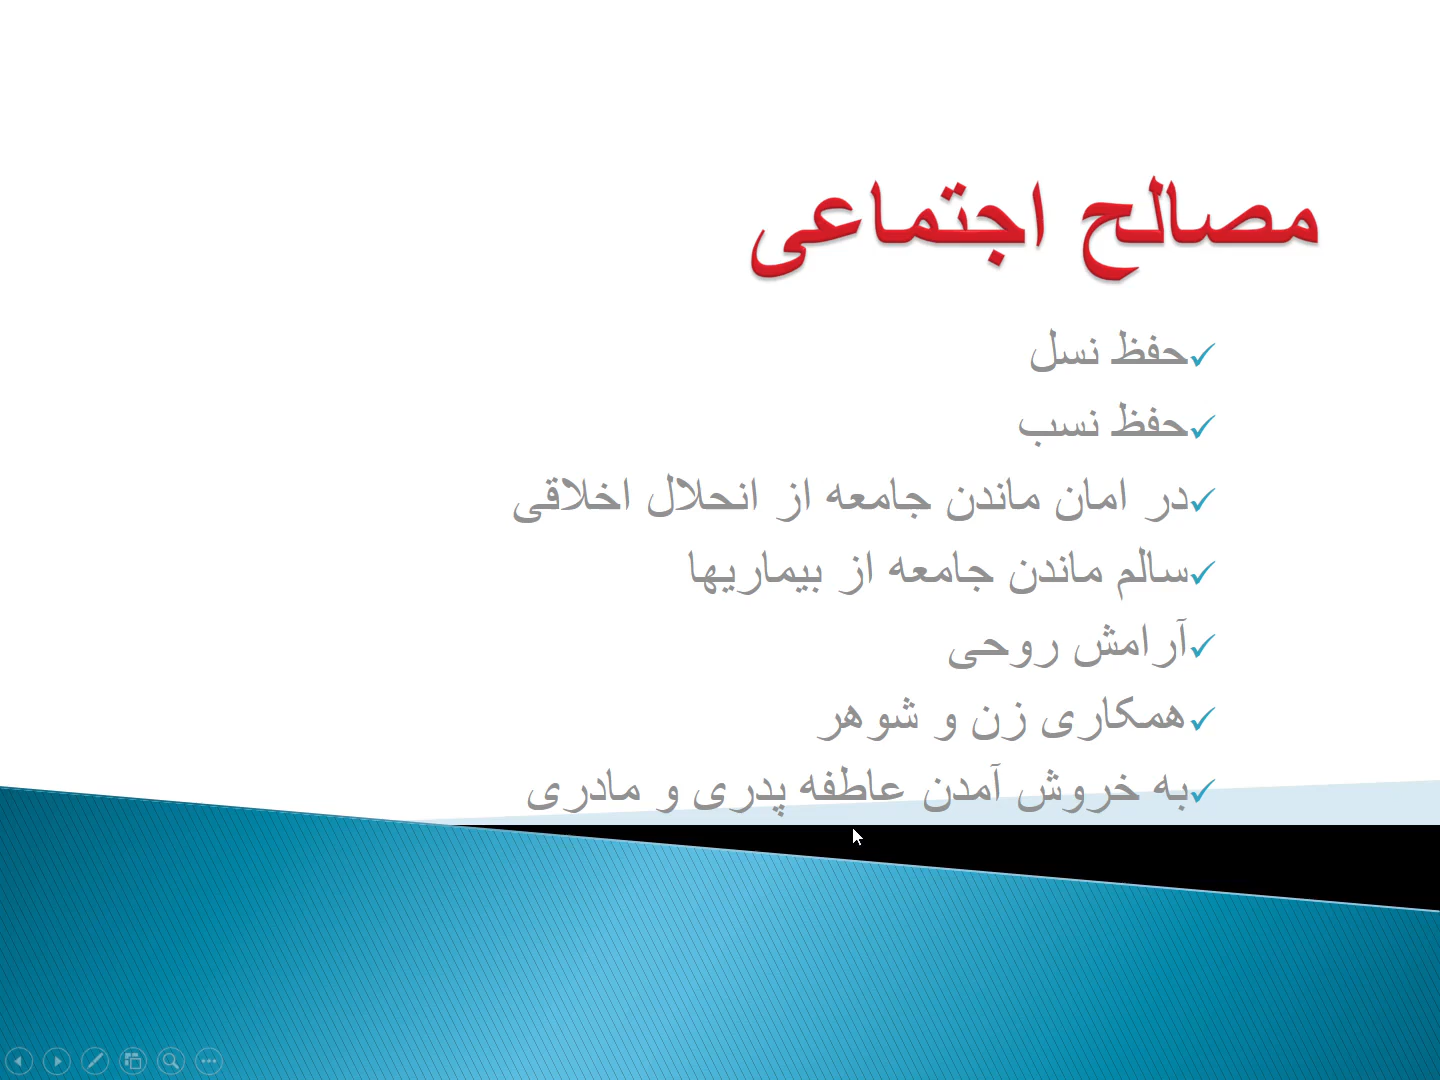 مصالح اجتماعی
حفظ نسل
حفظ نسب
در امان ماندن جامعه از انحلال اخلاقی
سالم ماندن جامعه از بیماریها
آرامش روحی
همکاری زن و شوهر
به خروش آمدن عاطفه پدری و مادری